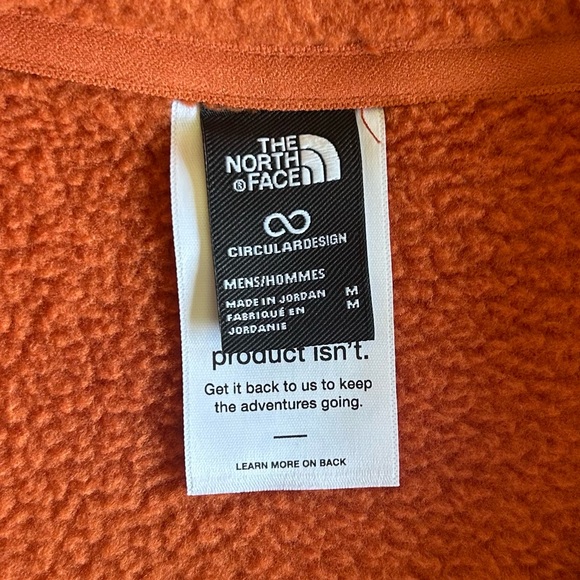 THE
NORTH
®FACE
CIRCULARDESIGN
MENS/HOMMES
MADE IN JORDAN M
FABRIQUÉ EN M
JORDANIE
product isn't.
Get it back to us to keep
the adventures going.
LEARN MORE ON BACK